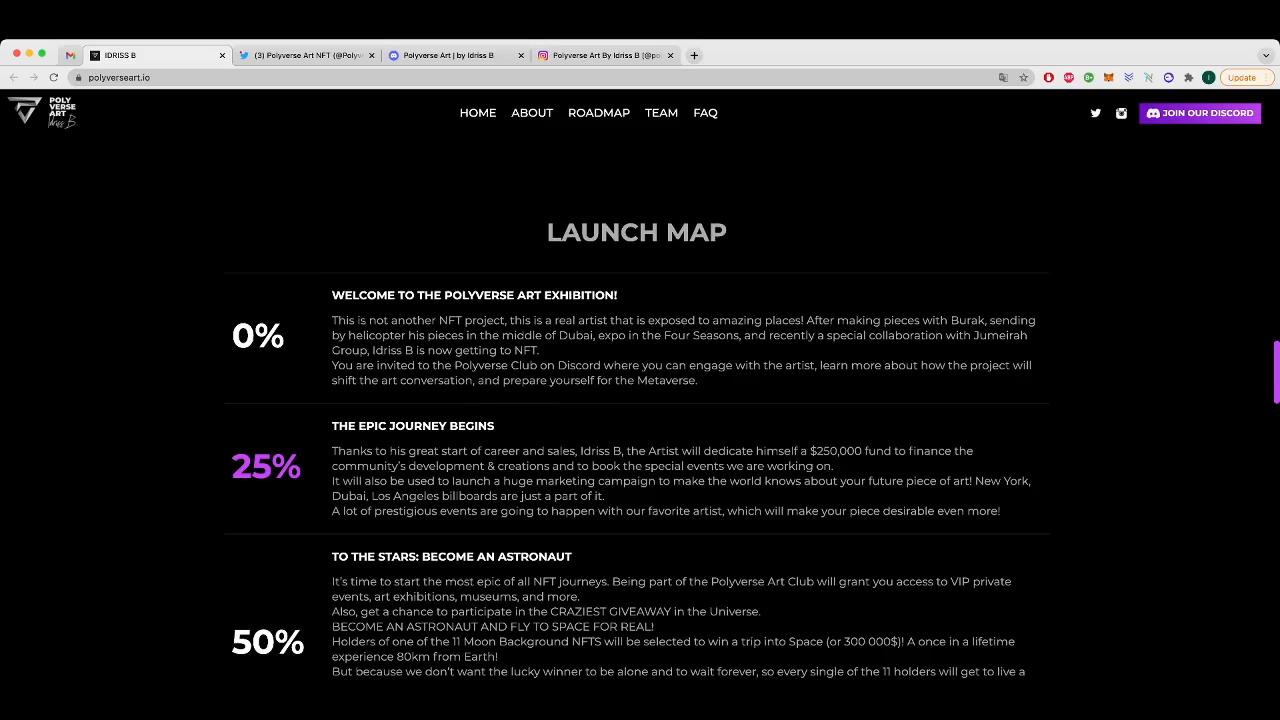 IDRISS B
(3) Polyverse Art NFT (@Polyv
Polyverse Art | by Idriss B
Polyverse Art By Idriss B (@po
polyverseart.io
Update
POLY
VERSE
ART
Idriss B.
HOME ABOUT ROADMAP TEAM FAQ
JOIN OUR DISCORD
LAUNCH MAP
0%
WELCOME TO THE POLYVERSE ART EXHIBITION!
This is not another NFT project, this is a real artist that is exposed to amazing places! After making pieces with Burak, sending
by helicopter his pieces in the middle of Dubai, expo in the Four Seasons, and recently a special collaboration with Jumeirah
Group, Idriss B is now getting to NFT.
You are invited to the Polyverse Club on Discord where you can engage with the artist, learn more about how the project will
shift the art conversation, and prepare yourself for the Metaverse.
25%
THE EPIC JOURNEY BEGINS
Thanks to his great start of career and sales, Idriss B, the Artist will dedicate himself a $250,000 fund to finance the
community's development & creations and to book the special events we are working on.
It will also be used to launch a huge marketing campaign to make the world knows about your future piece of art! New York,
Dubai, Los Angeles billboards are just a part of it.
A lot of prestigious events are going to happen with our favorite artist, which will make your piece desirable even more!
50%
TO THE STARS: BECOME AN ASTRONAUT
It's time to start the most epic of all NFT journeys. Being part of the Polyverse Art Club will grant you access to VIP private
events, art exhibitions, museums, and more.
Also, get a chance to participate in the CRAZIEST GIVEAWAY in the Universe.
BECOME AN ASTRONAUT AND FLY TO SPACE FOR REAL!
Holders of one of the 11 Moon Background NFTS will be selected to win a trip into Space (or 300 000$)! A once in a lifetime
experience 80km from Earth!
But because we don't want the lucky winner to be alone and to wait forever, so every single of the 11 holders will get to live a